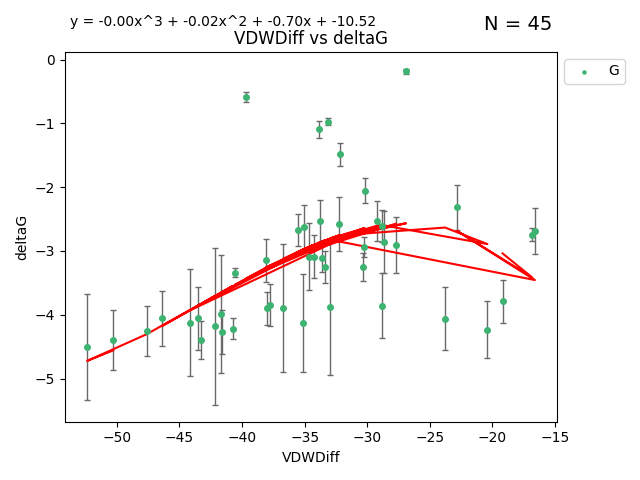 y = -0.00x^3 + -0.02x^2 + -0.70x + -10.52
N = 45
VDWDiff vs deltaG
G
0
−1
−2
−3
−4
−5
deltaG
−50
−45
−40
−35
−30
−25
−20
−15
VDWDiff